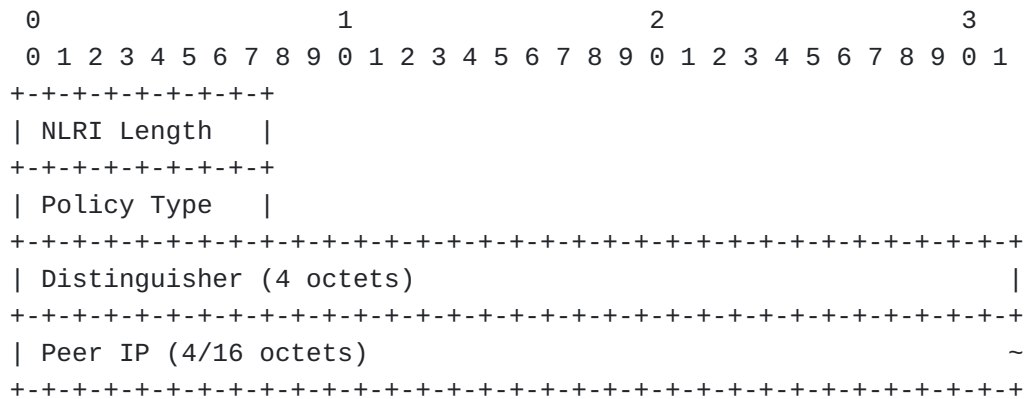 0                   1                   2                   3
 0 1 2 3 4 5 6 7 8 9 0 1 2 3 4 5 6 7 8 9 0 1 2 3 4 5 6 7 8 9 0 1
+-+-+-+-+-+-+-+-+
| NLRI Length   |
+-+-+-+-+-+-+-+-+
| Policy Type   |
+-+-+-+-+-+-+-+-+-+-+-+-+-+-+-+-+-+-+-+-+-+-+-+-+-+-+-+-+-+-+-+-+
| Distinguisher (4 octets)                                      |
+-+-+-+-+-+-+-+-+-+-+-+-+-+-+-+-+-+-+-+-+-+-+-+-+-+-+-+-+-+-+-+-+
| Peer IP (4/16 octets)                                         ~
+-+-+-+-+-+-+-+-+-+-+-+-+-+-+-+-+-+-+-+-+-+-+-+-+-+-+-+-+-+-+-+-+